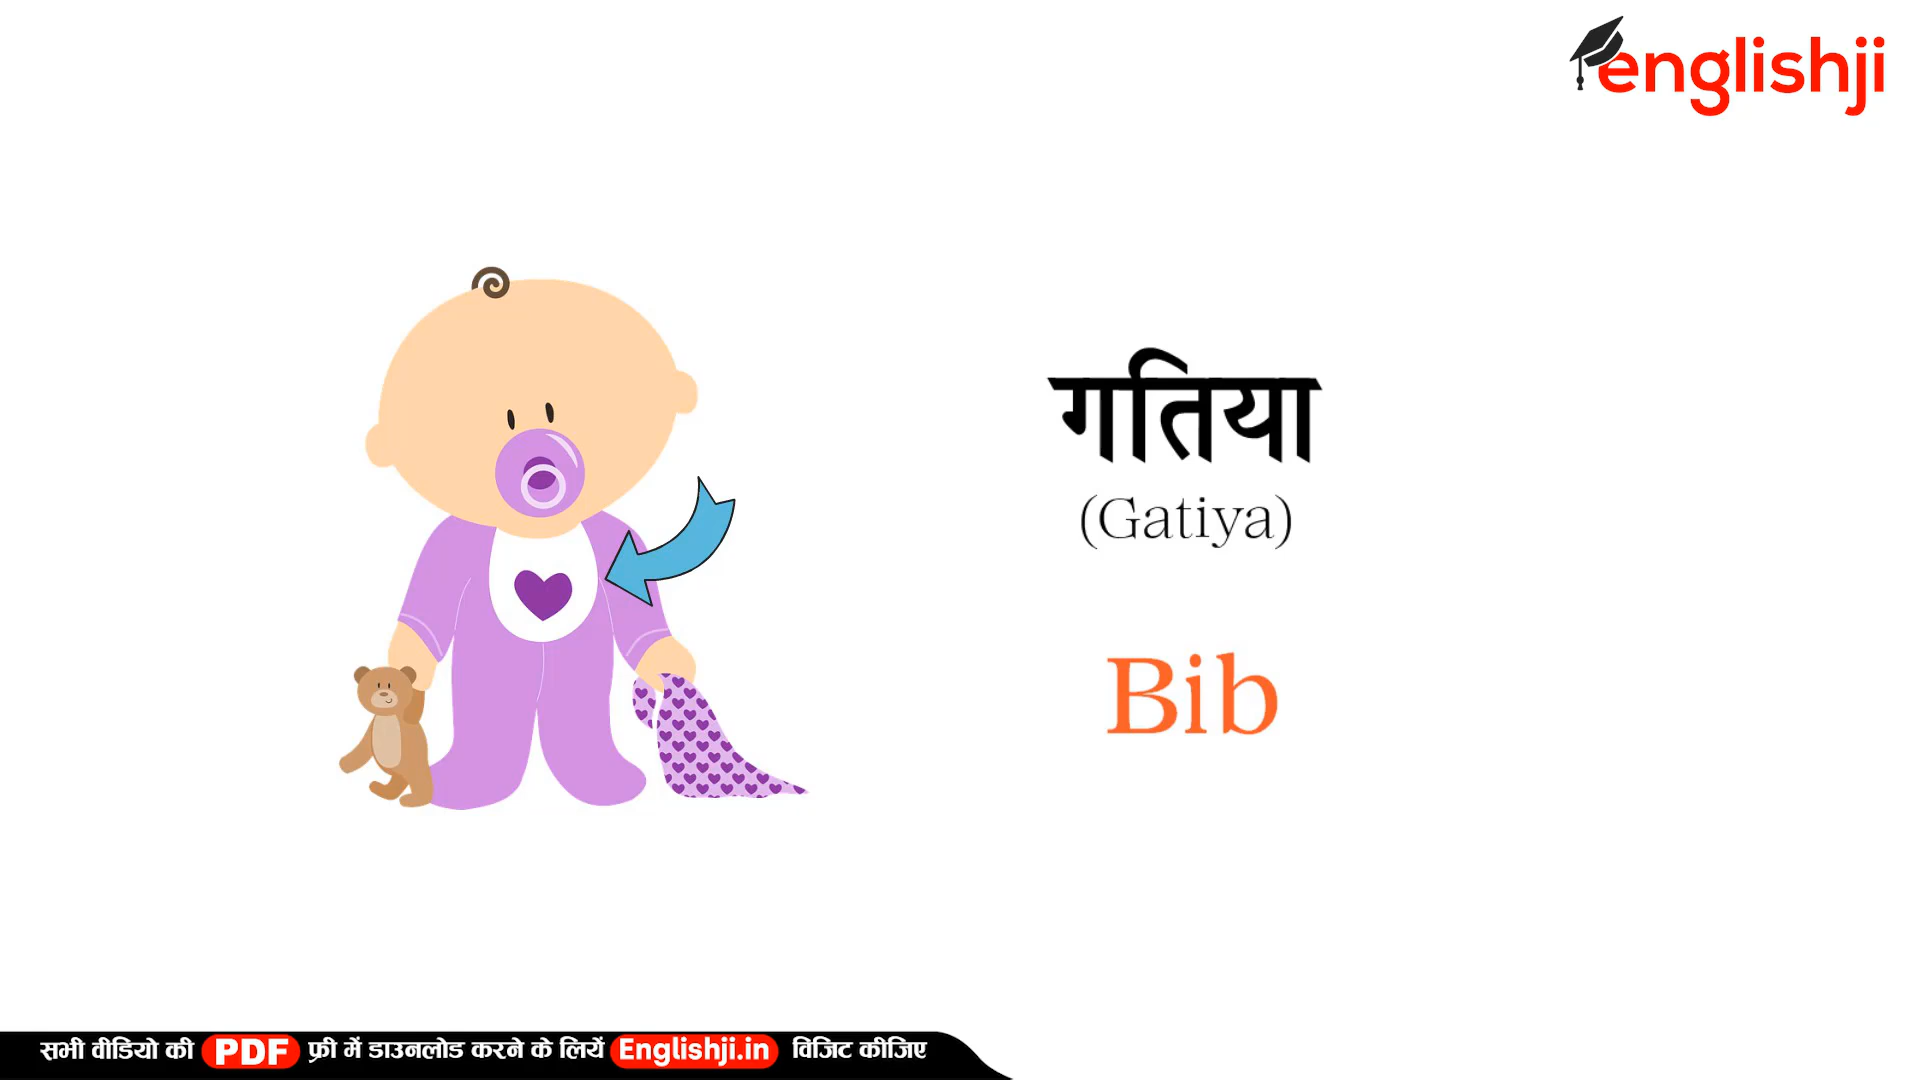 englishji
गतिया
(Gatiya)
Bib
सभी वीडियो की PDF फ्री में डाउनलोड करने के लियें Englishji.in विजिट कीजिए